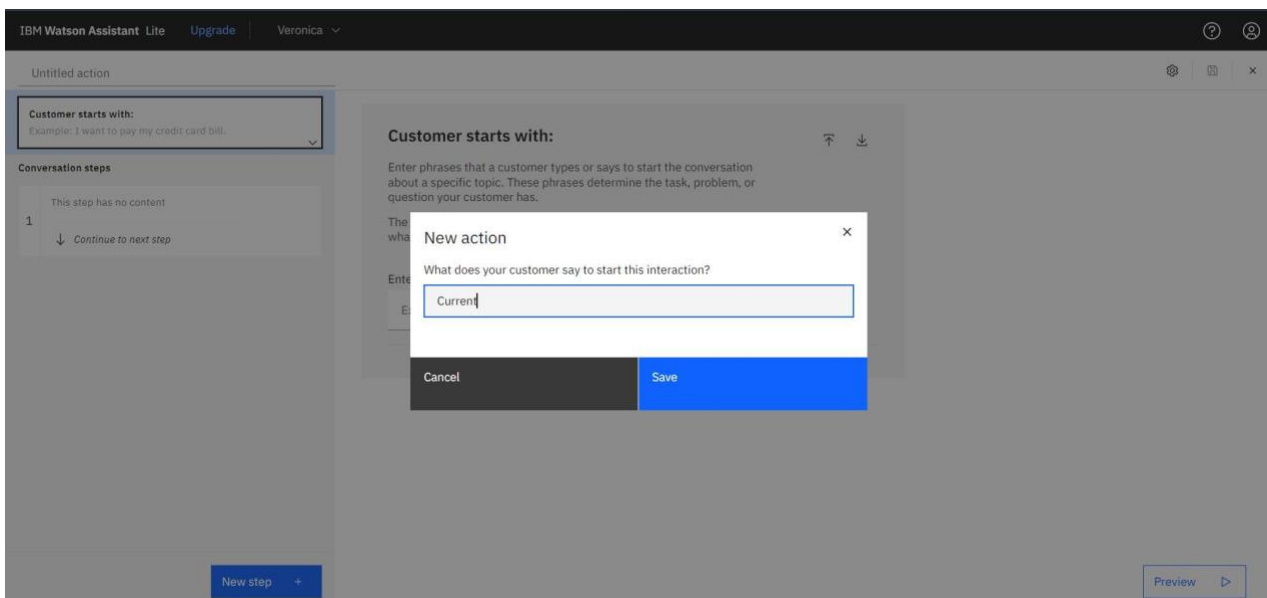 IBM Watson Assistant Lite Upgrade Veronica
Untitled action
Customer starts with:
Example: I want to pay my credit card bill.
Conversation steps
1
This step has no content
Continue to next step
New step +
Customer starts with:
Enter phrases that a customer types or says to start the conversation
about a specific topic. These phrases determine the task, problem, or
question your customer has.
The
wha
Ente
New action
What does your customer say to start this interaction?
Current
Cancel
Save
Preview